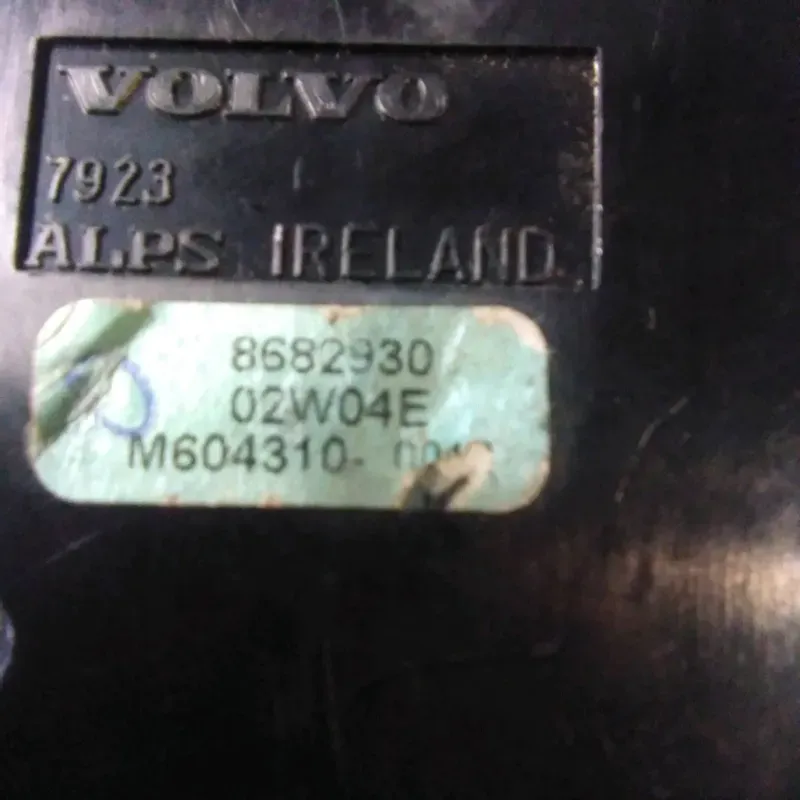 VOLVO
7923
ALPS IRELAND
8682930
02W04E
M604310-